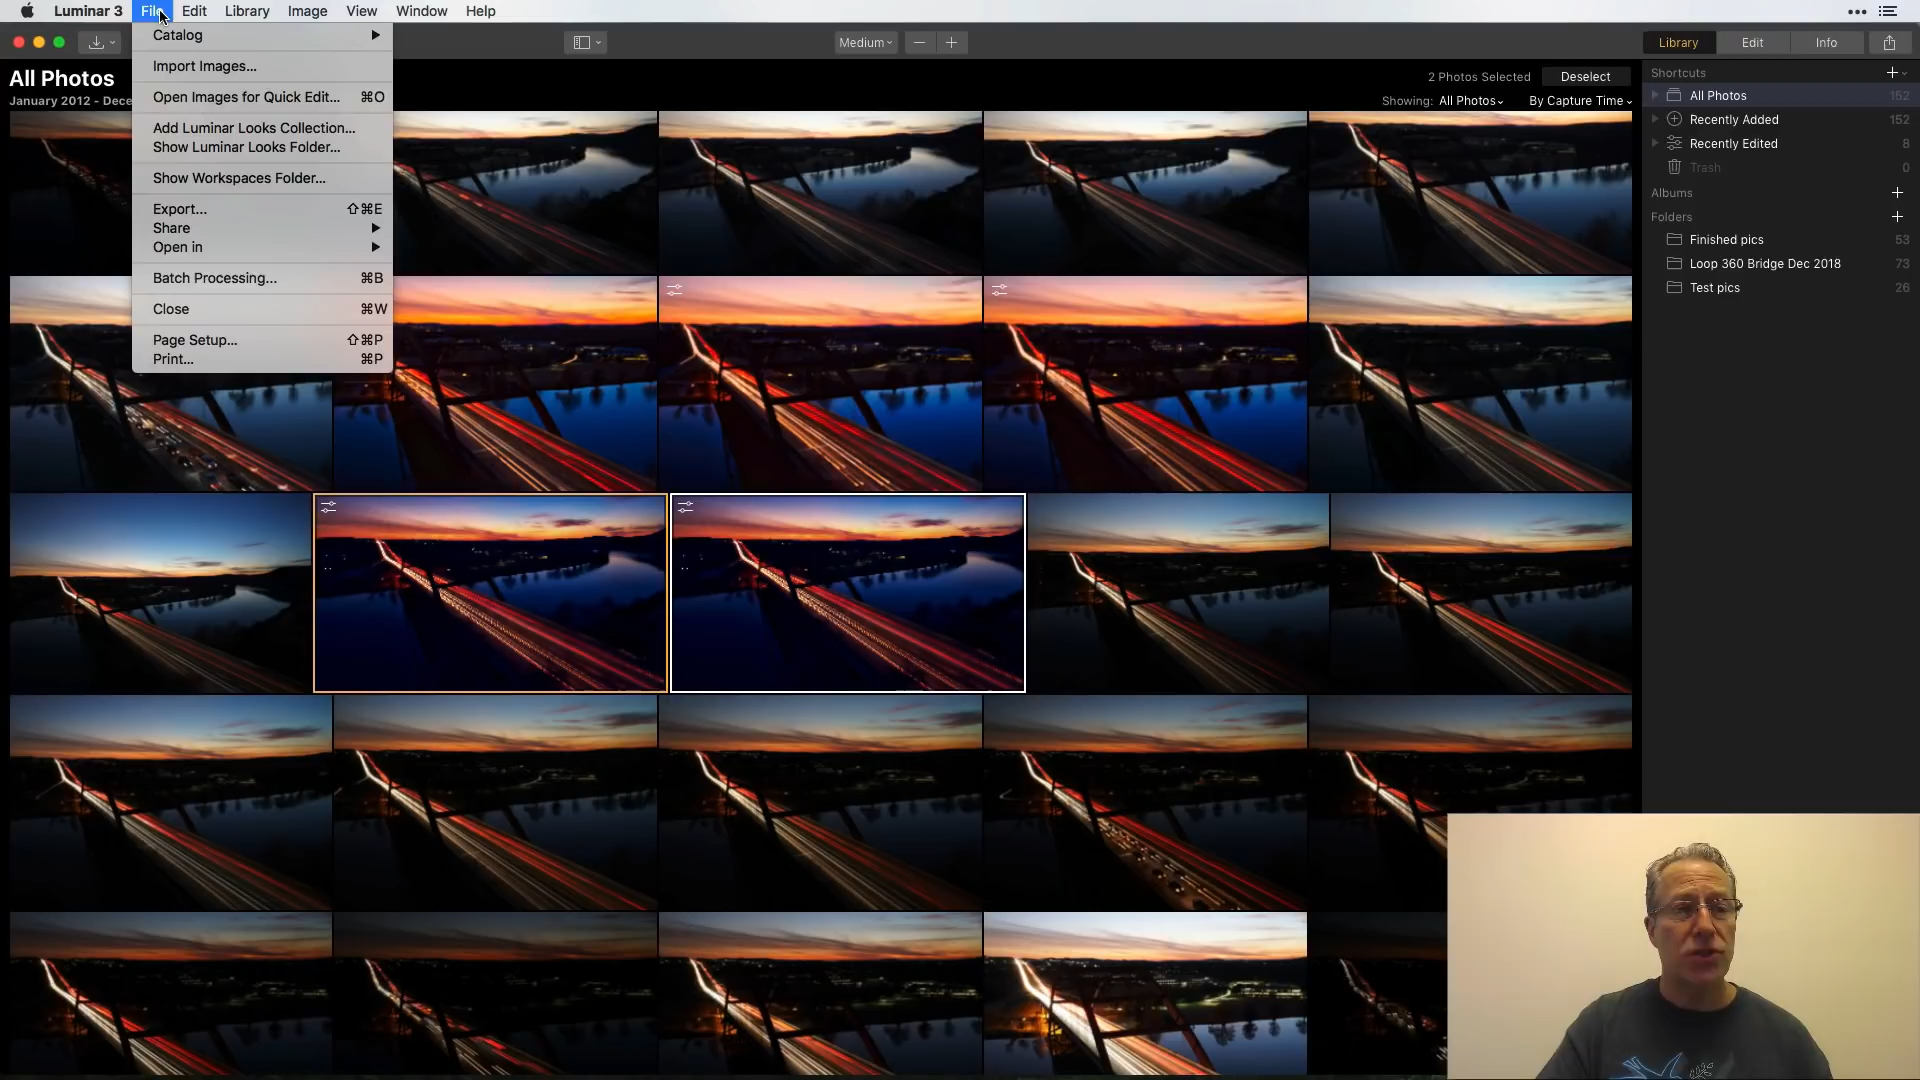 Luminar 3 File Edit Library Image View Window Help
Catalog
Import Images...
Open Images for Quick Edit... ⌘O
Add Luminar Looks Collection...
Show Luminar Looks Folder...
Show Workspaces Folder...
Export... ⇧⌘E
Share
Open in
Batch Processing... ⌘B
Close ⌘W
Page Setup... ⇧⌘P
Print... ⌘P
Medium
Library Edit Info
All Photos
January 2012 - Dece
2 Photos Selected Deselect
Showing: All Photos By Capture Time
Shortcuts
All Photos 152
Recently Added 152
Recently Edited 8
Trash 0
Albums
Folders
Finished pics 53
Loop 360 Bridge Dec 2018 73
Test pics 26